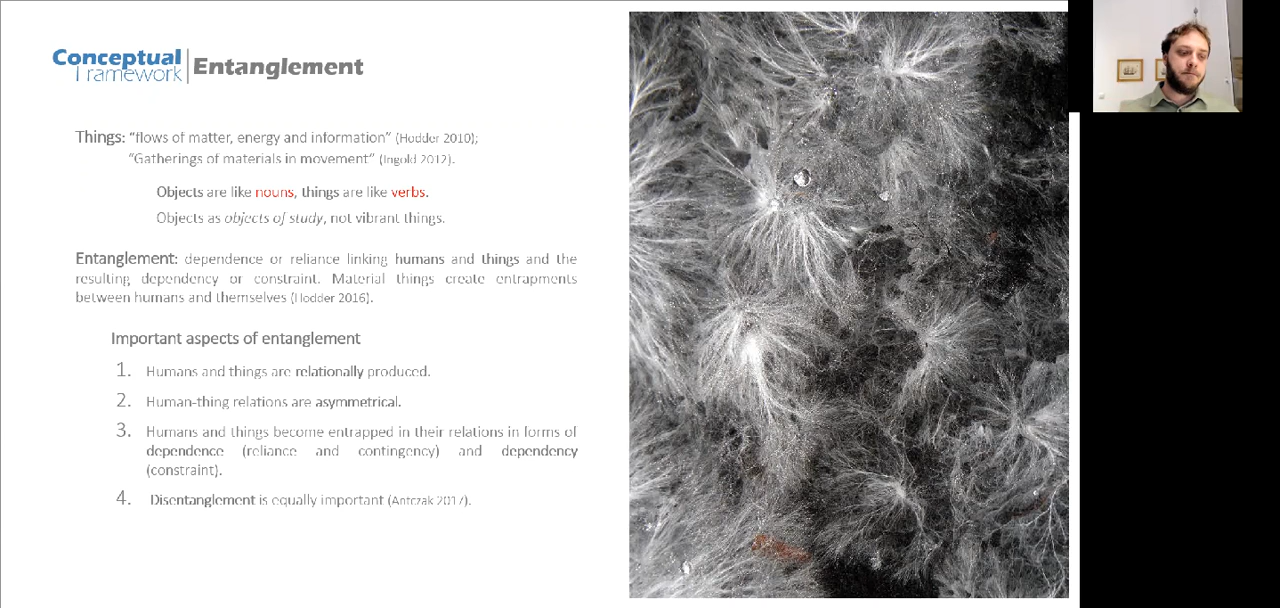 Conceptual
Framework
Entanglement
Things: “flows of matter, energy and information” (Hodder 2010);
“Gatherings of materials in movement” (Ingold 2012).
Objects are like nouns, things are like verbs.
Objects as objects of study, not vibrant things.
Entanglement: dependence or reliance linking humans and things and the
resulting dependency or constraint. Material things create entrapments
between humans and themselves (Hodder 2016).
Important aspects of entanglement
1. Humans and things are relationally produced.
2. Human-thing relations are asymmetrical.
3. Humans and things become entrapped in their relations in forms of
dependence (reliance and contingency) and dependency
(constraint).
4. Disentanglement is equally important (Antczak 2017).